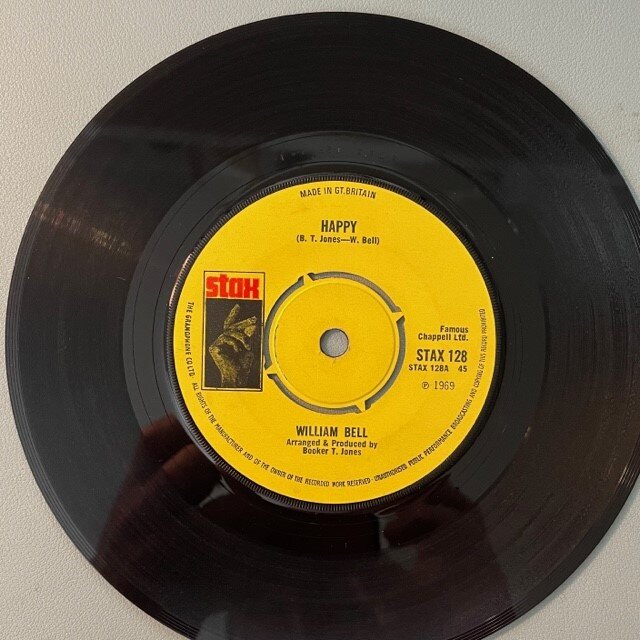 MADE IN GT. BRITAIN
HAPPY
(B. T. Jones—W. Bell)
stax
Famous
Chappell Ltd.
STAX 128
STAX 128A 45
℗ 1969
WILLIAM BELL
Arranged & Produced by
Booker T. Jones
THE GRAMOPHONE CO. LTD. ALL RIGHTS OF THE MANUFACTURER AND OF THE OWNER OF THE RECORDED WORK RESERVED · UNAUTHORISED PUBLIC PERFORMANCE BROADCASTING AND COPYING OF THIS RECORD PROHIBITED